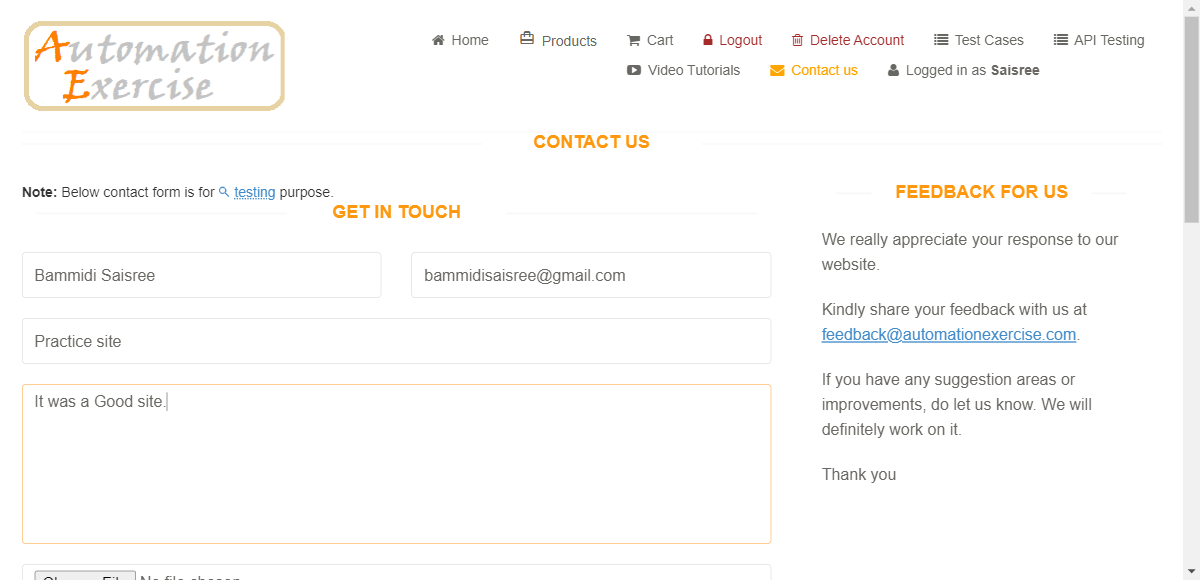 Automation
Exercise
Home Products Cart Logout Delete Account Test Cases API Testing
Video Tutorials Contact us Logged in as Saisree
CONTACT US
Note: Below contact form is for testing purpose.
GET IN TOUCH
Bammidi Saisree
bammidisaisree@gmail.com
Practice site
It was a Good site.
Choose File No file chosen
FEEDBACK FOR US
We really appreciate your response to our
website.
Kindly share your feedback with us at
feedback@automationexercise.com.
If you have any suggestion areas or
improvements, do let us know. We will
definitely work on it.
Thank you